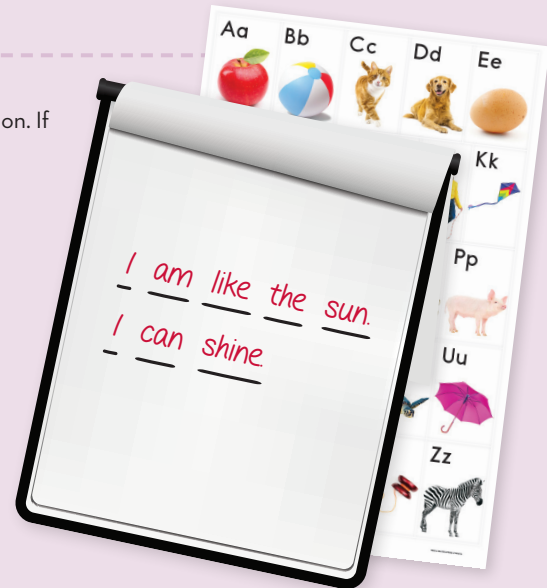 on. If
Aa Bb Cc Dd Ee
Kk
Pp
Uu
Zz
I am like the sun.
I can shine.